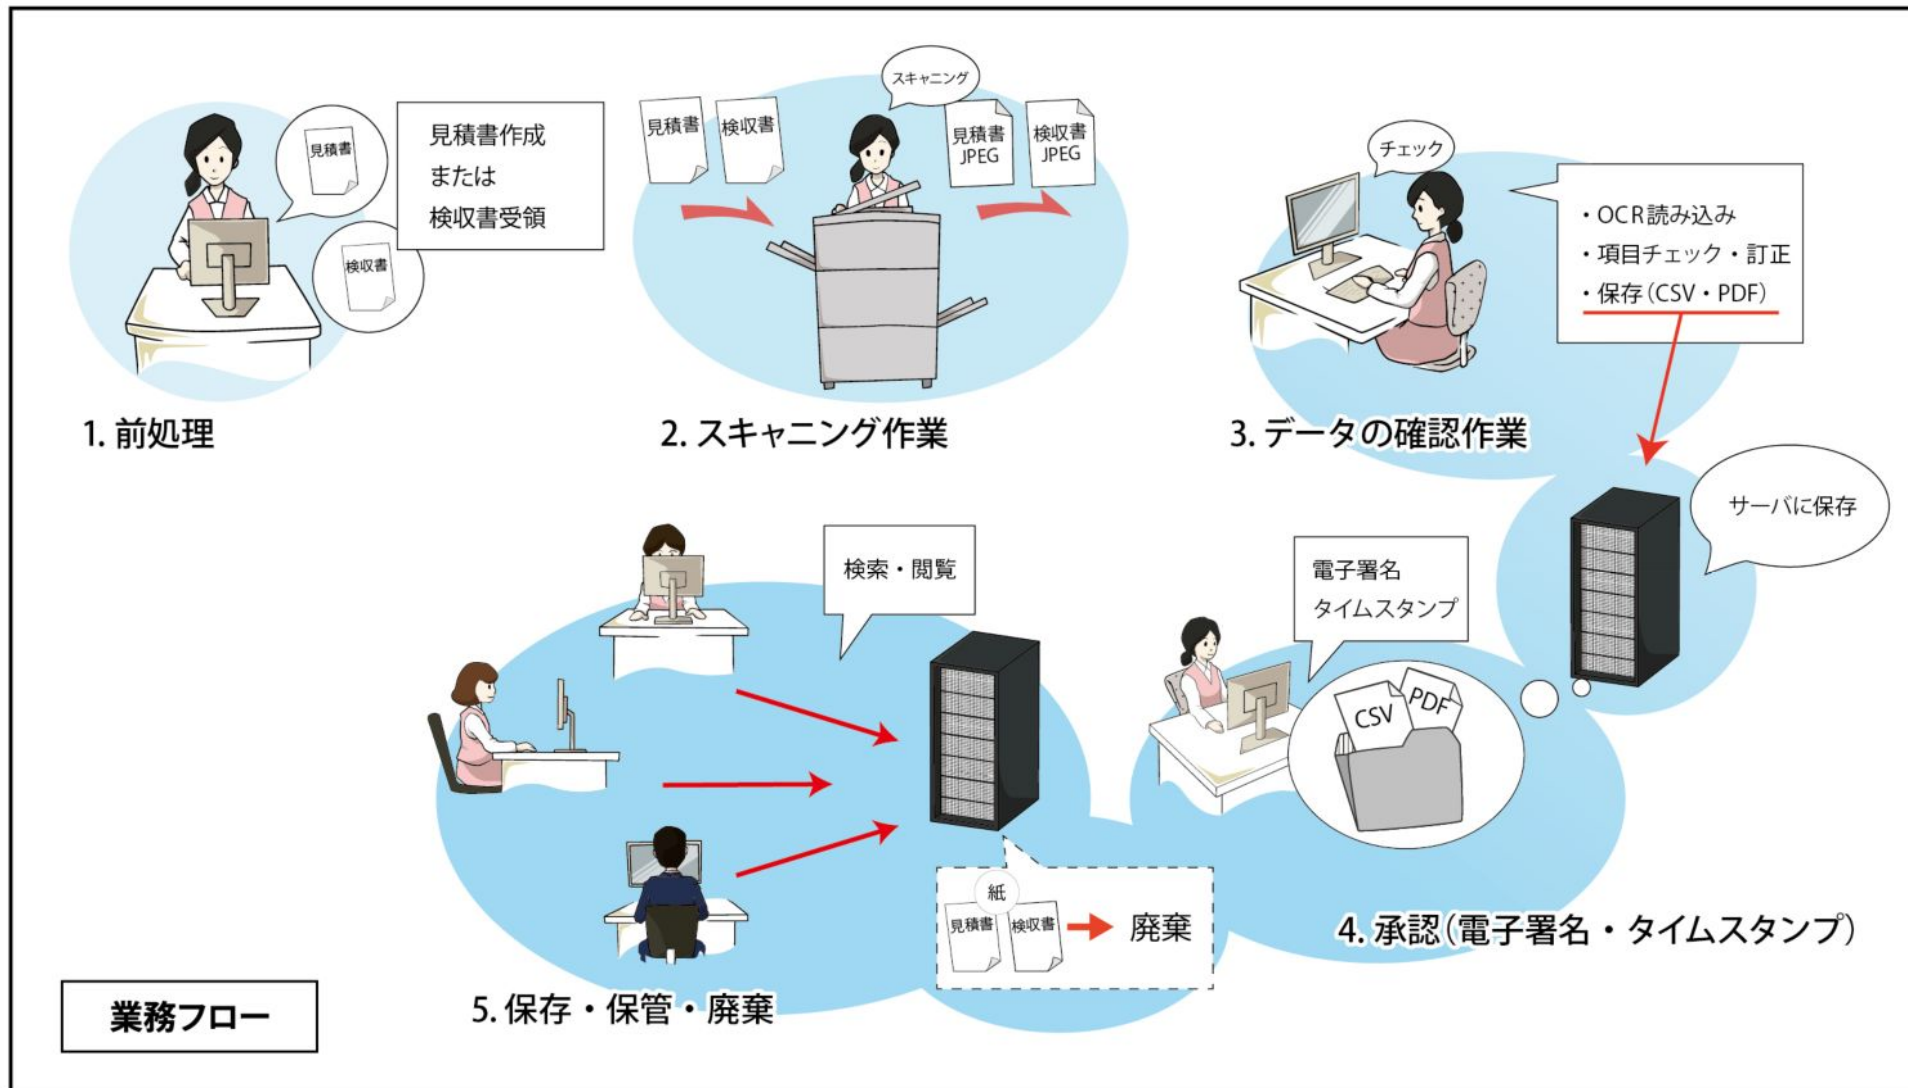 見積書
検収書
見積書作成
または
検収書受領
1. 前処理
見積書
検収書
スキャニング
見積書
JPEG
検収書
JPEG
2. スキャニング作業
チェック
・OCR読み込み
・項目チェック・訂正
・保存(CSV・PDF)
3. データの確認作業
サーバに保存
電子署名
タイムスタンプ
CSV
PDF
4. 承認(電子署名・タイムスタンプ)
検索・閲覧
紙
見積書
検収書
廃棄
5. 保存・保管・廃棄
業務フロー